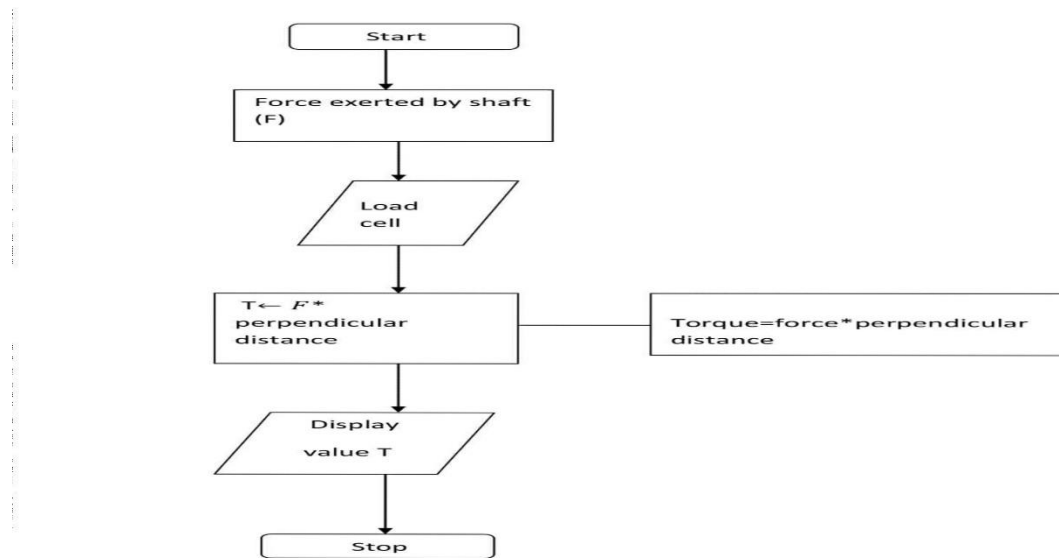 Start
Force exerted by shaft
(F)
Load
cell
T← F*
perpendicular
distance
Torque=force*perpendicular
distance
Display
value T
Stop